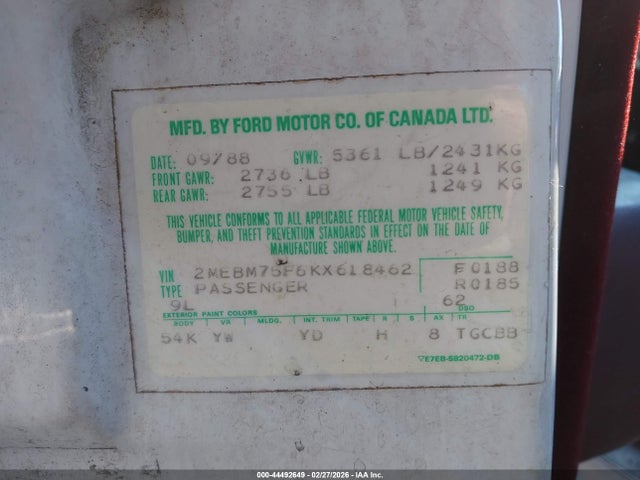 MFD. BY FORD MOTOR CO. OF CANADA LTD.
DATE: 09/88 GVWR: 5361 LB/2431KG
FRONT GAWR: 2736 LB 1241 KG
REAR GAWR: 2755 LB 1249 KG
THIS VEHICLE CONFORMS TO ALL APPLICABLE FEDERAL MOTOR VEHICLE SAFETY,
BUMPER, AND THEFT PREVENTION STANDARDS IN EFFECT ON THE DATE OF
MANUFACTURE SHOWN ABOVE.
VIN 2MEBM75F6KX618462 F0188
TYPE PASSENGER R0185
9L 62
EXTERIOR PAINT COLORS DSO
BODY VR MLDG. INT. TRIM TAPE R S AX TR
54K YW YD H 8 TGCBB
E7EB-5820472-DB
000-44492649 - 02/27/2026 - IAA Inc.